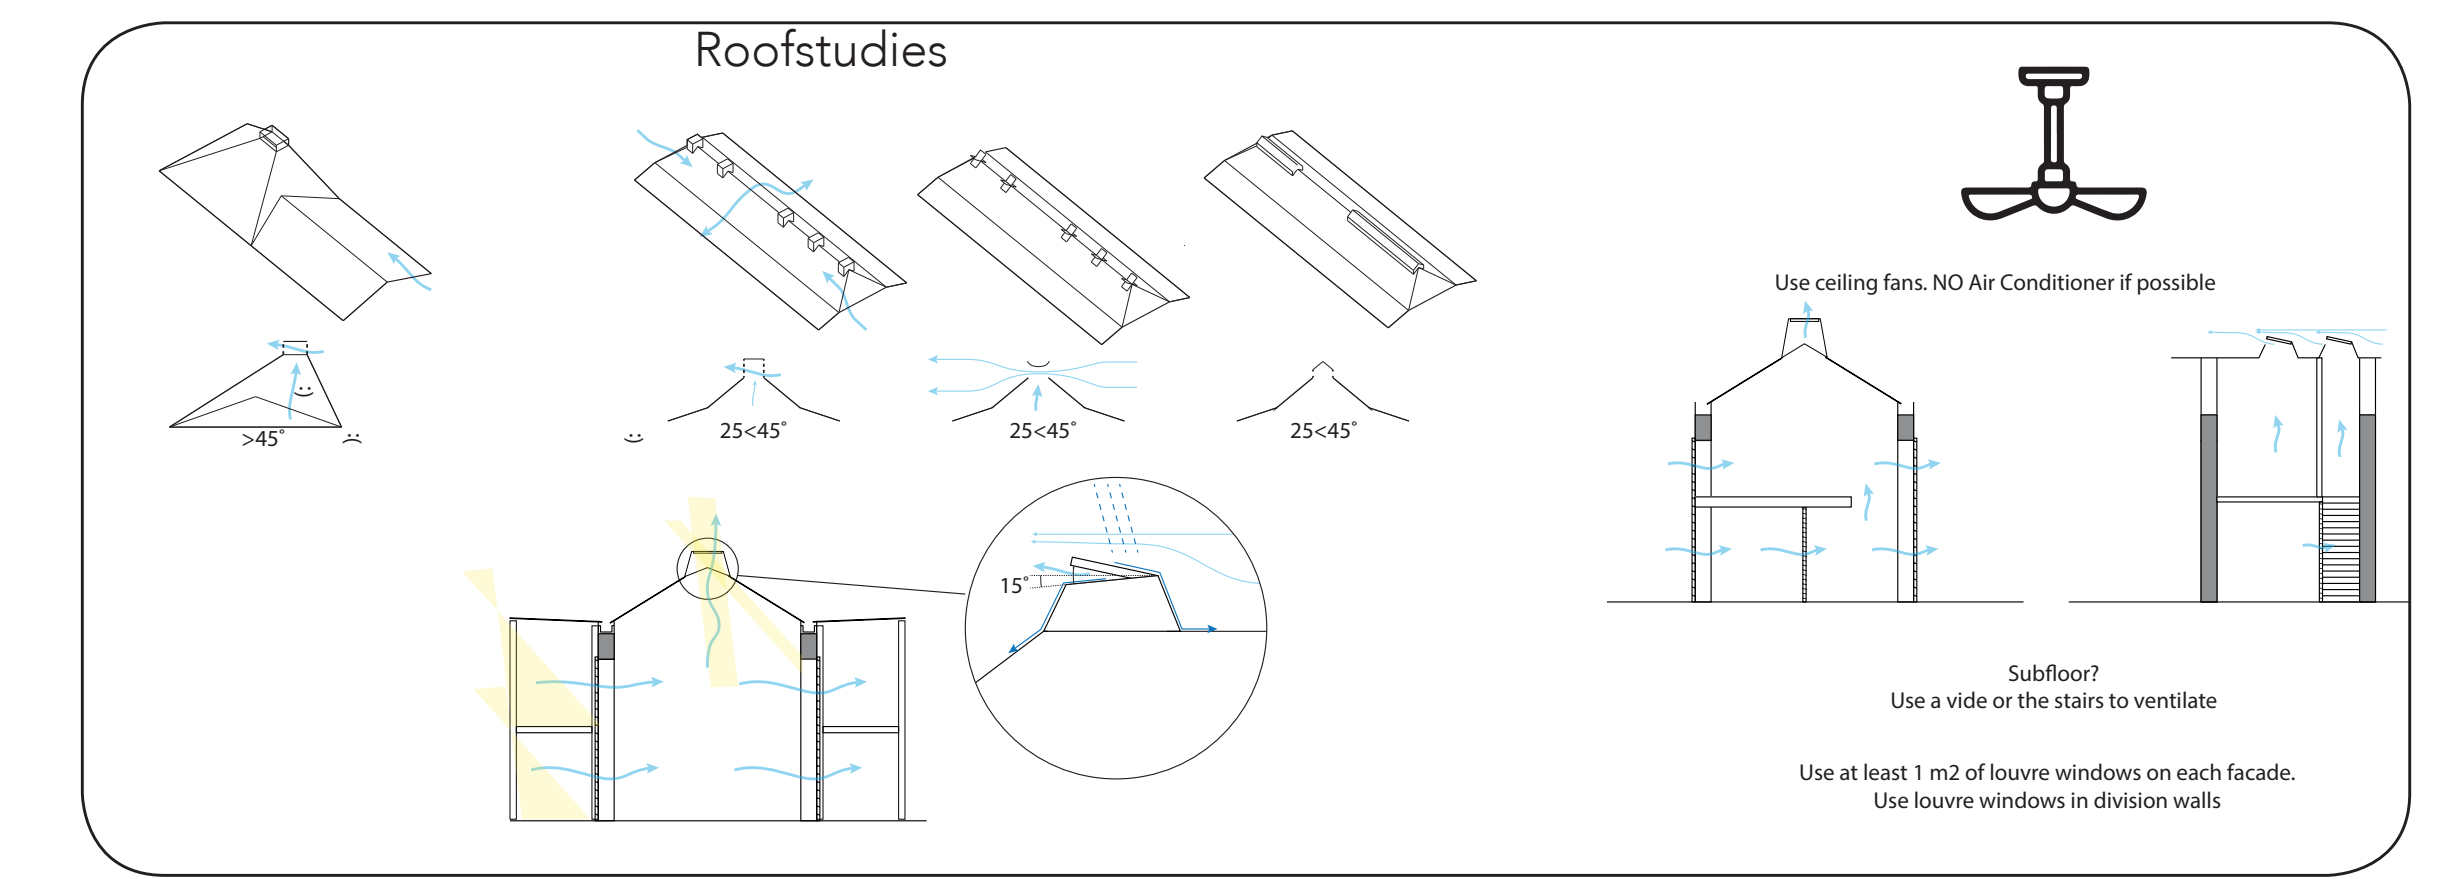 Roofstudies
>45°
25<45°
25<45°
25<45°
15°
Use ceiling fans. NO Air Conditioner if possible
Subfloor?
Use a vide or the stairs to ventilate
Use at least 1 m2 of louvre windows on each facade.
Use louvre windows in division walls